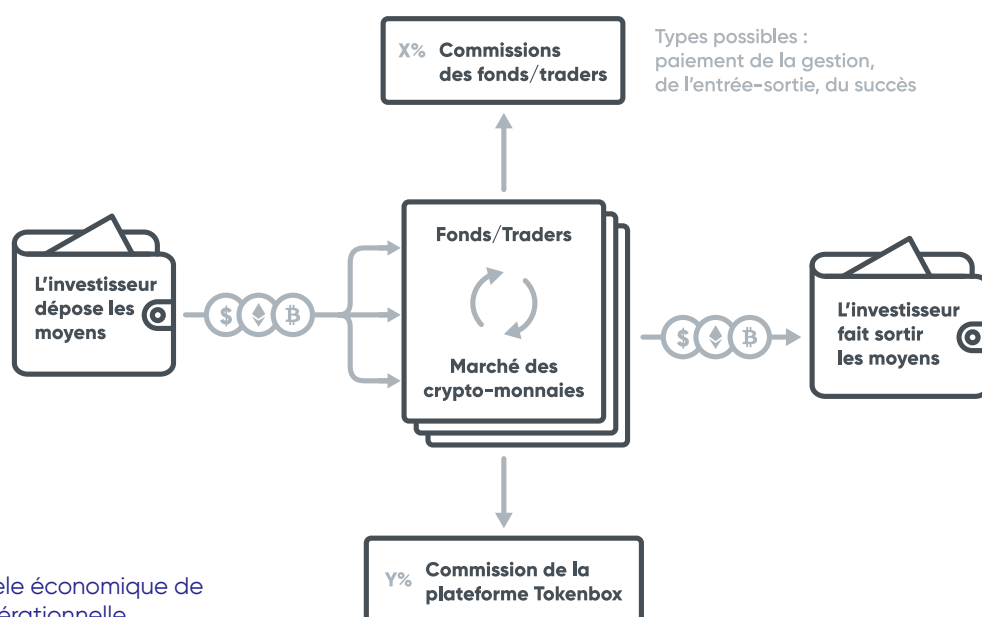 X% Commissions
des fonds/traders
Types possibles :
paiement de la gestion,
de l'entrée-sortie, du succès
L'investisseur
dépose les
moyens
$
₿
Fonds/Traders
Marché des
crypto-monnaies
$
₿
L'investisseur
fait sortir
les moyens
Y% Commission de la
plateforme Tokenbox
économique de